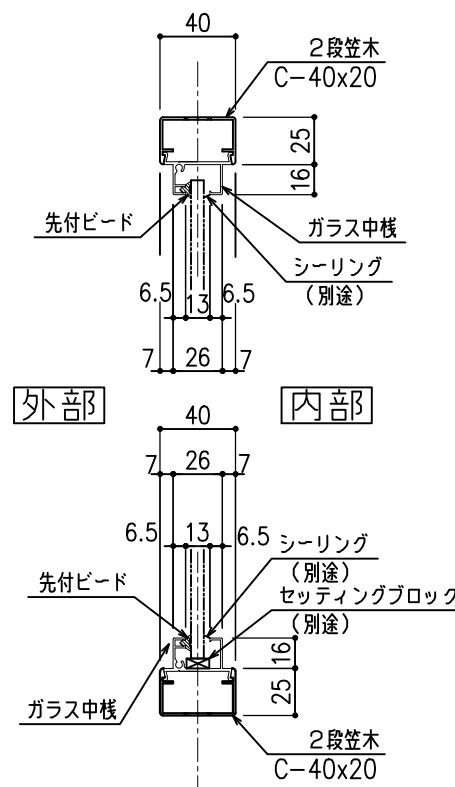 40
2段笠木
C-40x20
25
16
先付ビード
ガラス中桟
シーリング
(別途)
6.5 13 6.5
7 26 7
外部
内部
40
7 26 7
6.5 13 6.5
シーリング
(別途)
先付ビード
セッティングブロック
(別途)
16
25
ガラス中桟
2段笠木
C-40x20